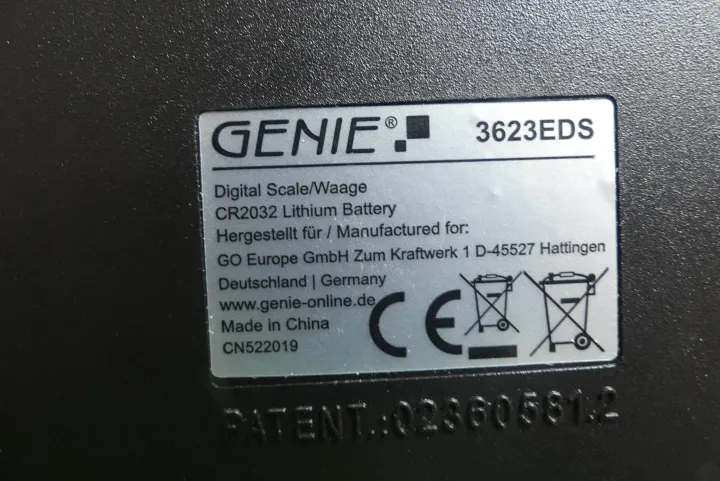 GENIE® 3623EDS
Digital Scale/Waage
CR2032 Lithium Battery
Hergestellt für / Manufactured for:
GO Europe GmbH Zum Kraftwerk 1 D-45527 Hattingen
Deutschland | Germany
www.genie-online.de
Made in China
CN522019
CE
PATENT.:02360581.2